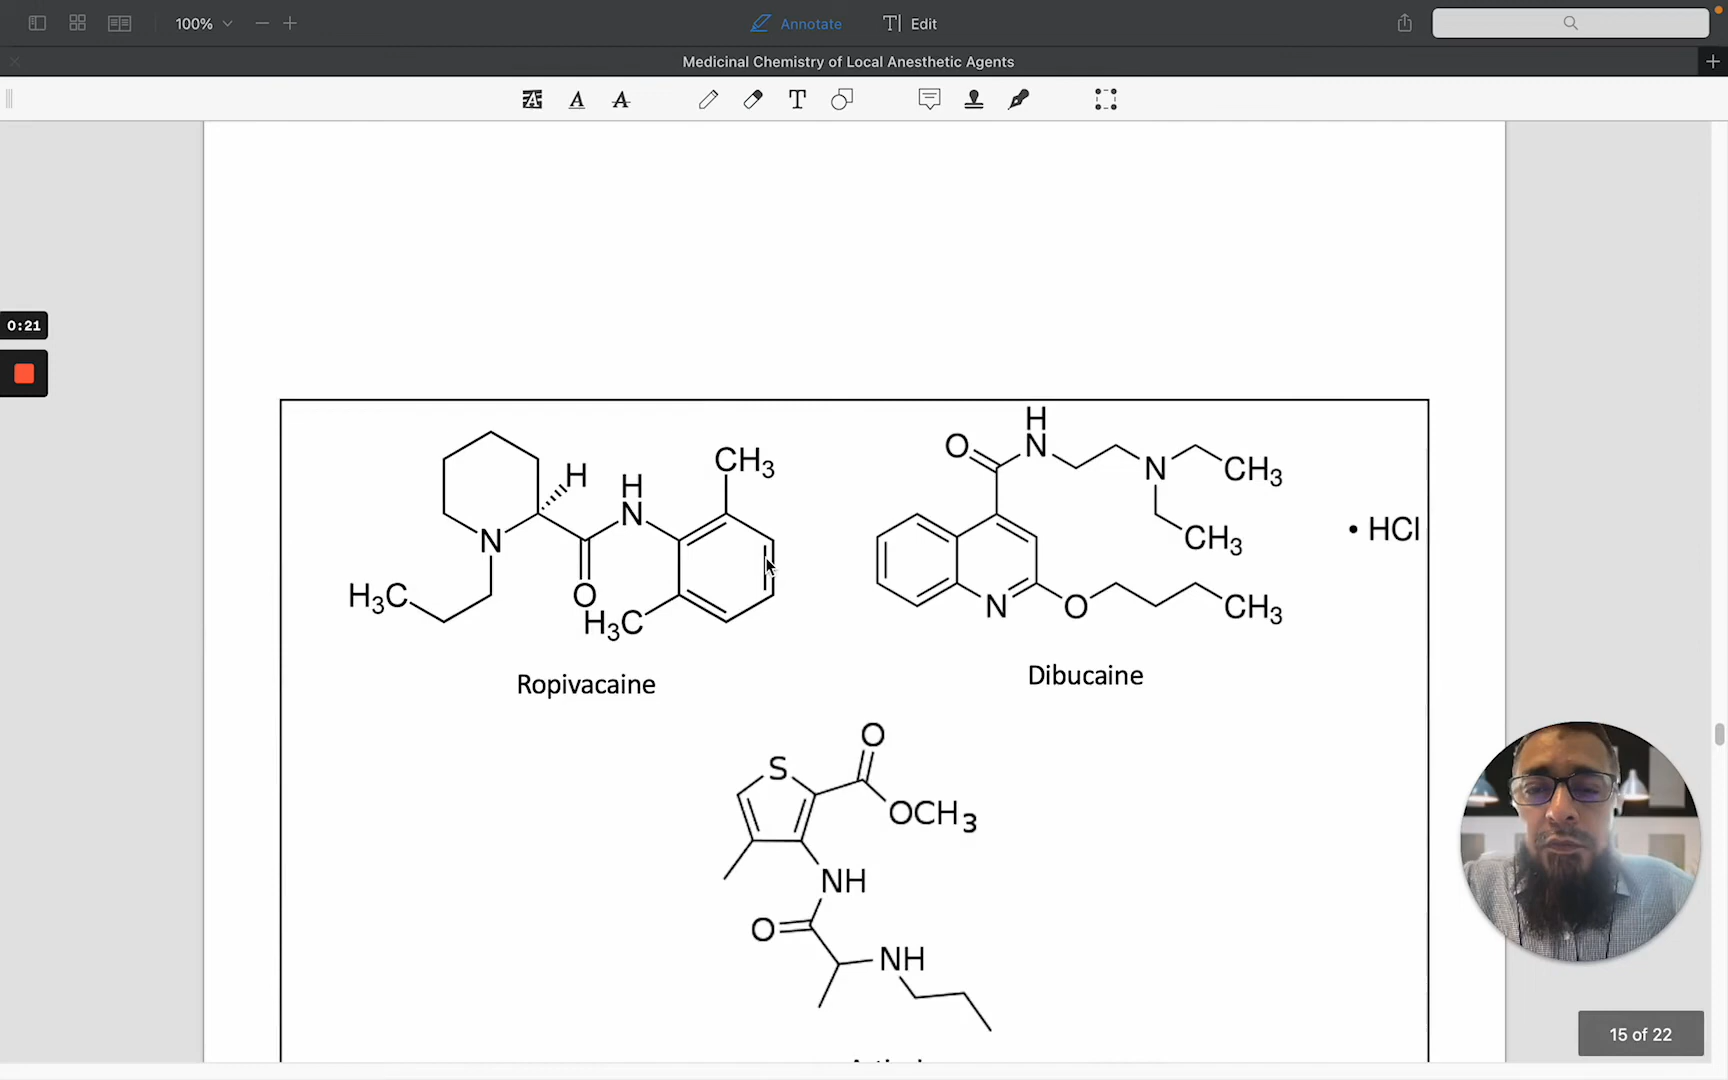 100%
Annotate
T| Edit
Medicinal Chemistry of Local Anesthetic Agents
0:21
H
N
CH3
H
N
O
H3C
H3C
Ropivacaine
H
N
O
N
CH3
CH3
N
O
CH3
• HCl
Dibucaine
S
O
OCH3
NH
O
NH
15 of 22